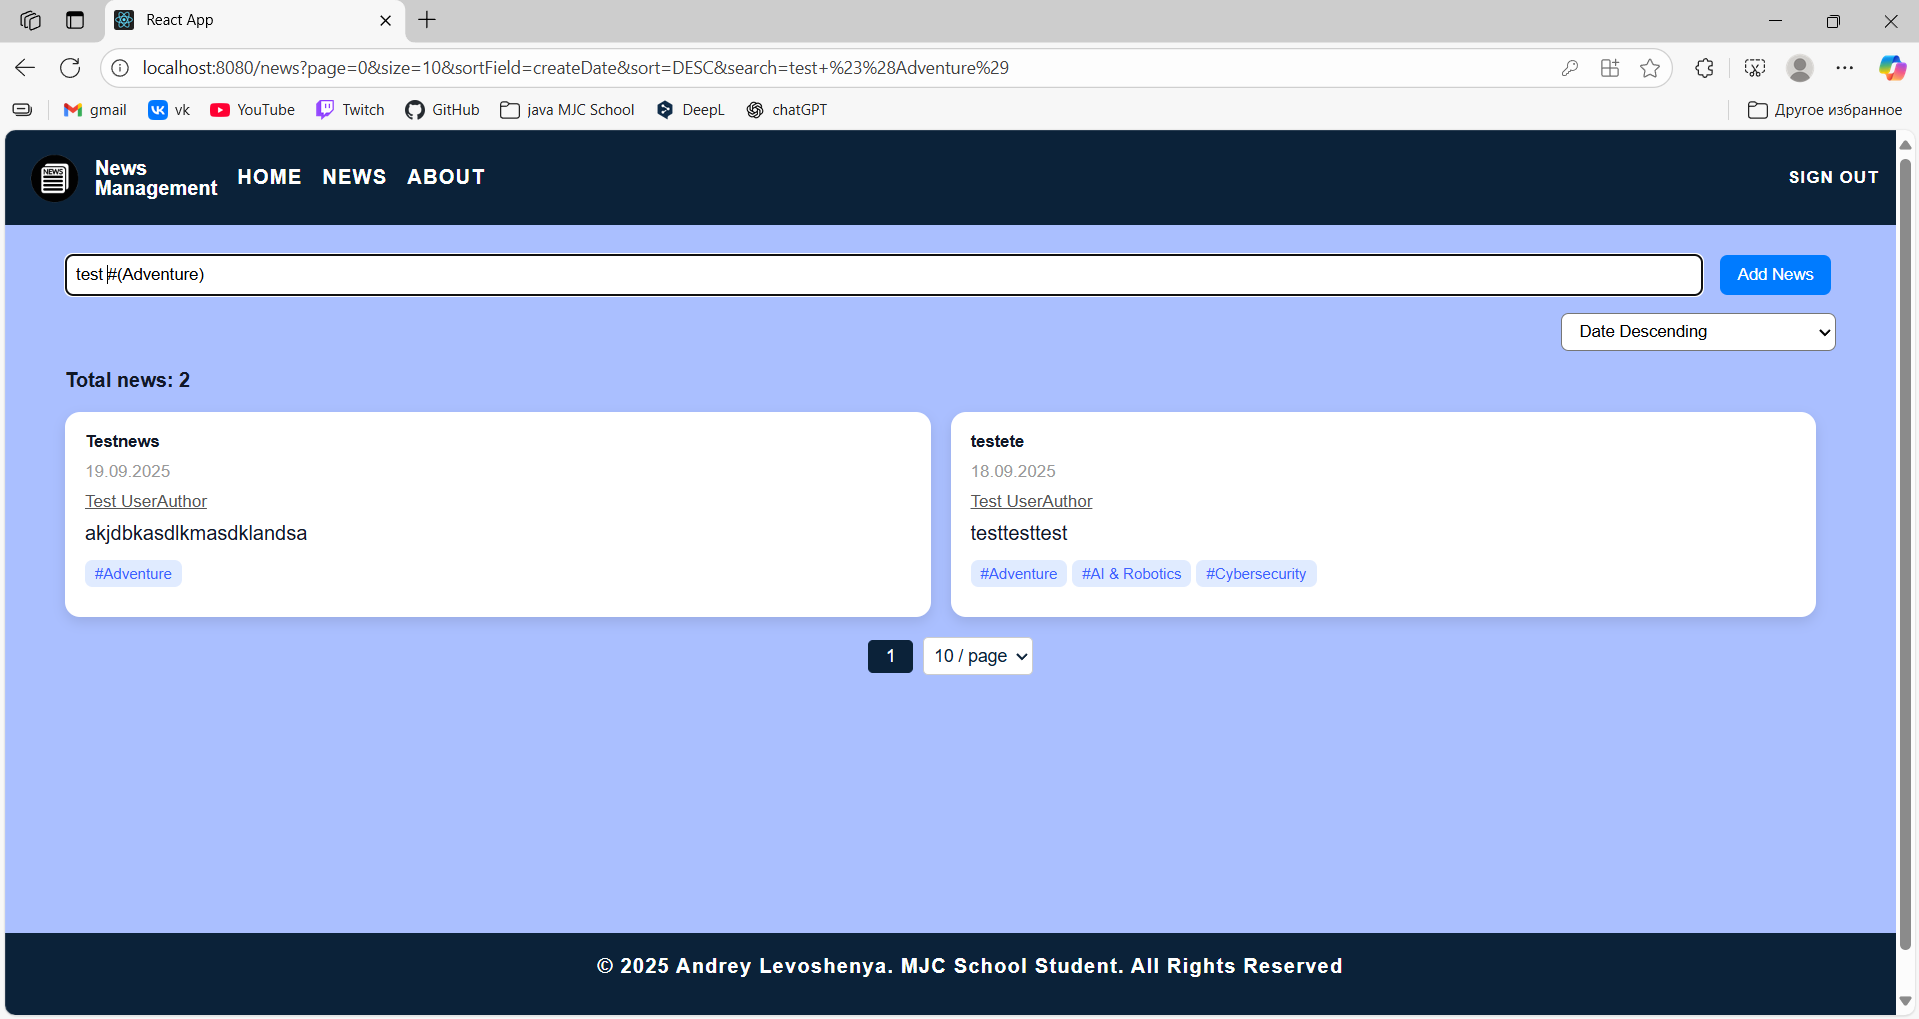 React App
localhost:8080/news?page=0&size=10&sortField=createDate&sort=DESC&search=test+%23%28Adventure%29
gmail vk YouTube Twitch GitHub java MJC School DeepL chatGPT Другое избранное
NEWS
News
Management
HOME NEWS ABOUT SIGN OUT
test #(Adventure)
Add News
Date Descending
Total news: 2
Testnews
19.09.2025
Test UserAuthor
akjdbkasdlkmasdklandsa
#Adventure
testete
18.09.2025
Test UserAuthor
testtesttest
#Adventure #AI & Robotics #Cybersecurity
1 10 / page
© 2025 Andrey Levoshenya. MJC School Student. All Rights Reserved